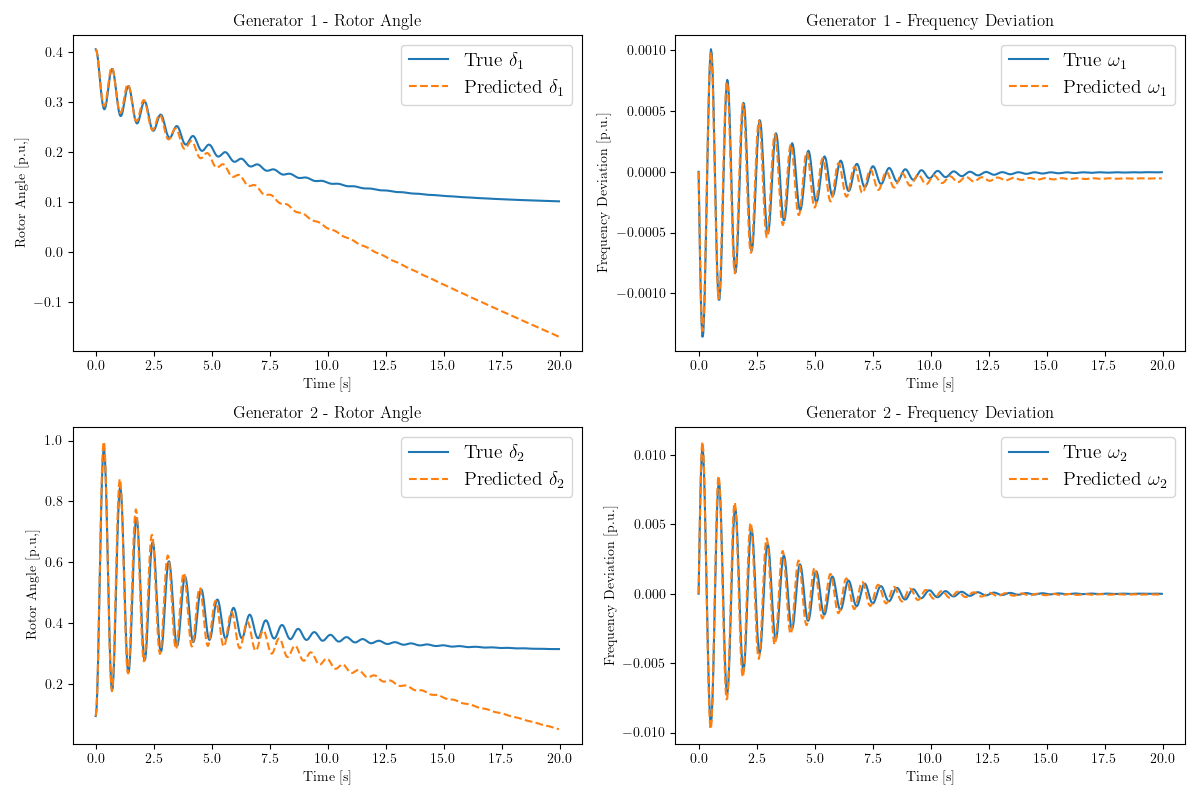 Generator 1 - Rotor Angle
0.4
0.3
0.2
0.1
0.0
−0.1
Rotor Angle [p.u,]
True δ1
Predicted δ1
0.0 2.5 5.0 7.5 10.0 12.5 15.0 17.5 20.0
Time [s]
Generator 1 - Frequency Deviation
0.0010
0.0005
0.0000
−0.0005
−0.0010
Frequency Deviation [p.u.]
True ω1
Predicted ω1
0.0 2.5 5.0 7.5 10.0 12.5 15.0 17.5 20.0
Time [s]
Generator 2 - Rotor Angle
1.0
0.8
0.6
0.4
0.2
Rotor Angle [p.u,]
True δ2
Predicted δ2
0.0 2.5 5.0 7.5 10.0 12.5 15.0 17.5 20.0
Time [s]
Generator 2 - Frequency Deviation
0.010
0.005
0.000
−0.005
−0.010
Frequency Deviation [p.u.]
True ω2
Predicted ω2
0.0 2.5 5.0 7.5 10.0 12.5 15.0 17.5 20.0
Time [s]